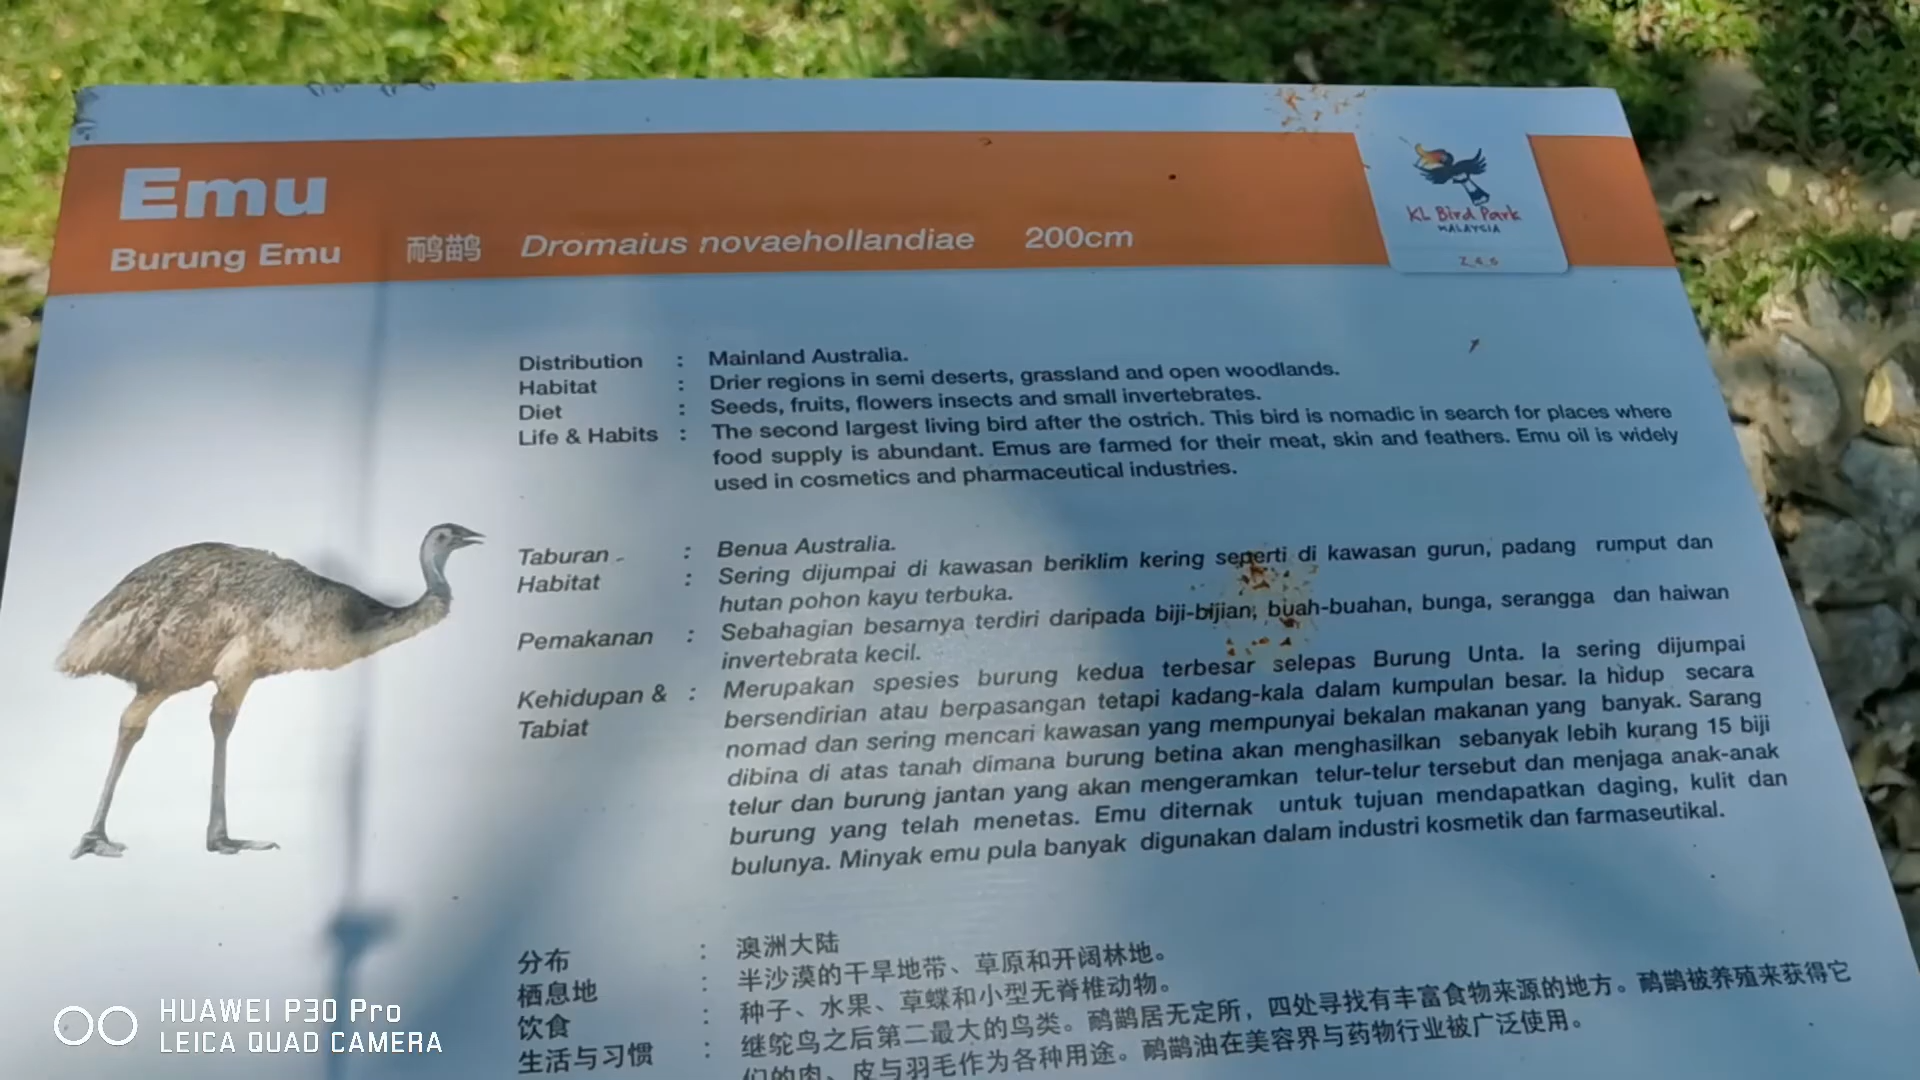 Emu
Burung Emu 鸸鹋 Dromaius novaehollandiae 200cm
KL Bird Park
MALAYSIA
Distribution : Mainland Australia.
Habitat : Drier regions in semi deserts, grassland and open woodlands.
Diet : Seeds, fruits, flowers insects and small invertebrates.
Life & Habits : The second largest living bird after the ostrich. This bird is nomadic in search for places where
food supply is abundant. Emus are farmed for their meat, skin and feathers. Emu oil is widely
used in cosmetics and pharmaceutical industries.
Taburan : Benua Australia.
Habitat : Sering dijumpai di kawasan beriklim kering seperti di kawasan gurun, padang rumput dan
hutan pohon kayu terbuka.
Pemakanan : Sebahagian besarnya terdiri daripada biji-bijian, buah-buahan, bunga, serangga dan haiwan
invertebrata kecil.
Kehidupan & : Merupakan spesies burung kedua terbesar selepas Burung Unta. Ia sering dijumpai
Tabiat bersendirian atau berpasangan tetapi kadang-kala dalam kumpulan besar. Ia hidup secara
nomad dan sering mencari kawasan yang mempunyai bekalan makanan yang banyak. Sarang
dibina di atas tanah dimana burung betina akan menghasilkan sebanyak lebih kurang 15 biji
telur dan burung jantan yang akan mengeramkan telur-telur tersebut dan menjaga anak-anak
burung yang telah menetas. Emu diternak untuk tujuan mendapatkan daging, kulit dan
bulunya. Minyak emu pula banyak digunakan dalam industri kosmetik dan farmaseutikal.
分布 : 澳洲大陆
栖息地 : 半沙漠的干旱地带、草原和开阔林地。
饮食 : 种子、水果、草蝶和小型无脊椎动物。
生活与习惯 : 继鸵鸟之后第二最大的鸟类。鸸鹋居无定所，四处寻找有丰富食物来源的地方。鸸鹋被养殖来获得它
们的肉、皮与羽毛作为各种用途。鸸鹋油在美容界与药物行业被广泛使用。
HUAWEI P30 Pro
LEICA QUAD CAMERA